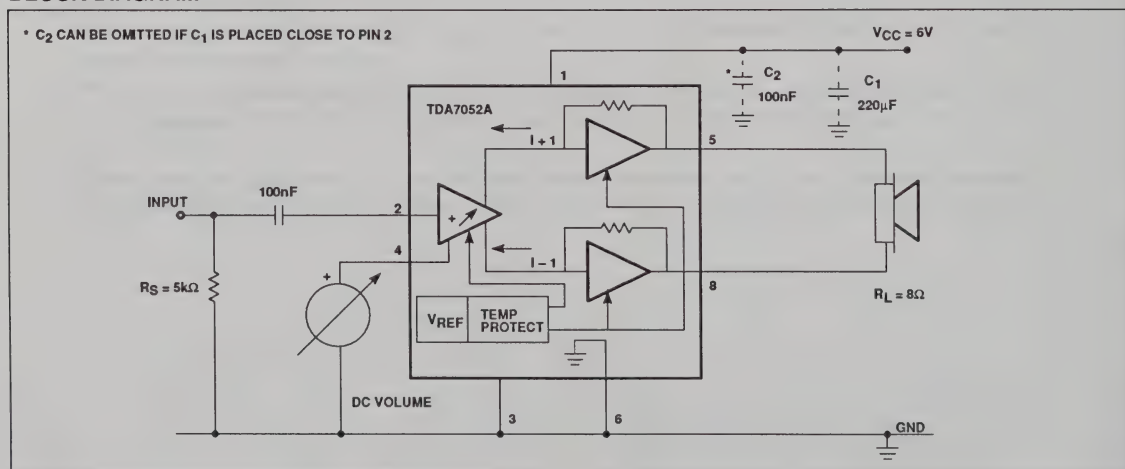 * C2 CAN BE OMITTED IF C1 IS PLACED CLOSE TO PIN 2
VCC = 6V
1
* C2
100nF
C1
220μF
TDA7052A
I + 1
5
INPUT
100nF
2
+
4
+
I – 1
8
RS = 5kΩ
RL = 8Ω
VREF
TEMP
PROTECT
DC VOLUME
3
6
GND